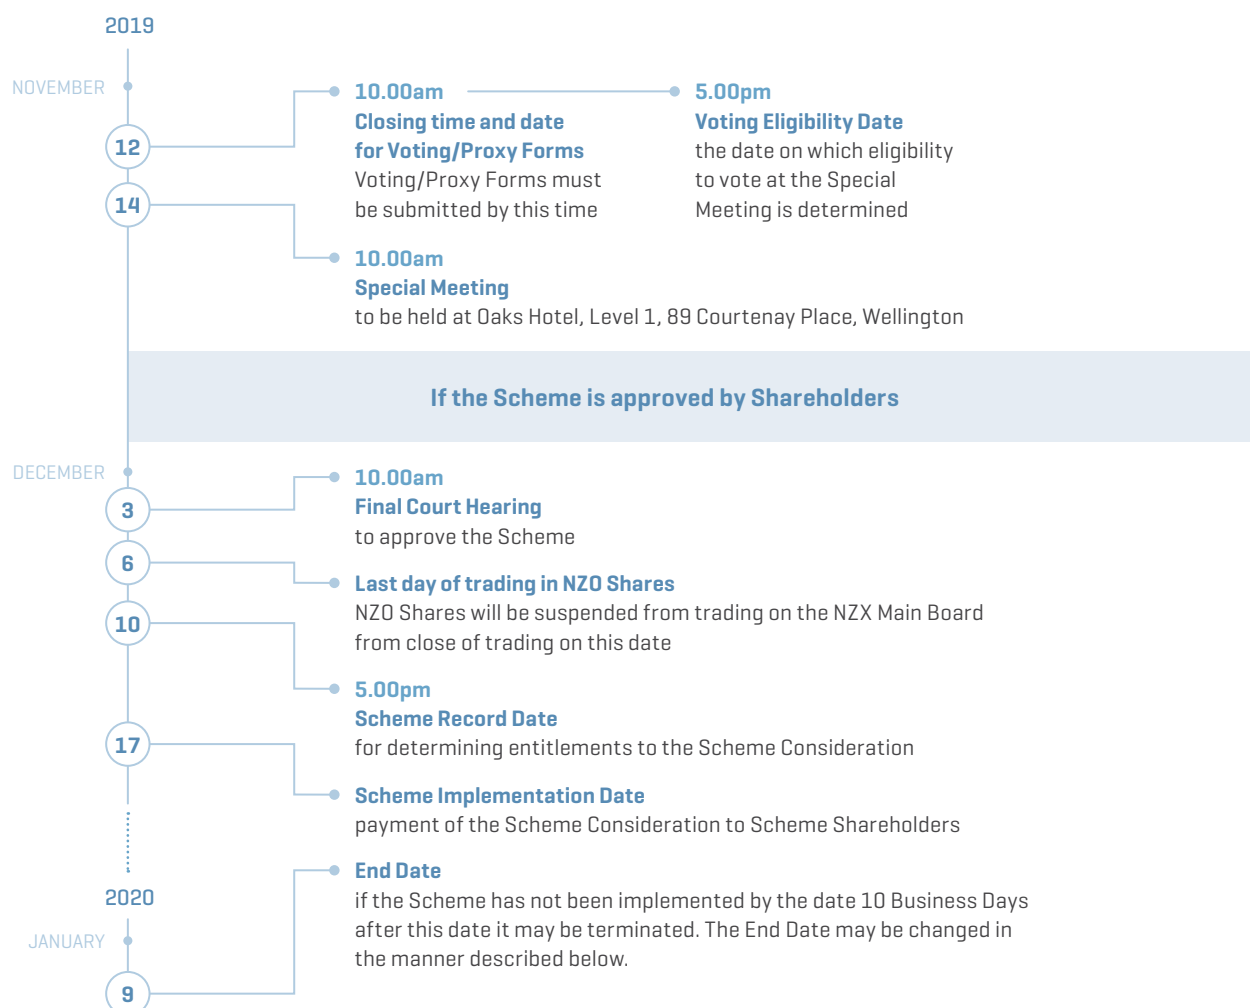 2019
NOVEMBER
12
10.00am
Closing time and date
for Voting/Proxy Forms
Voting/Proxy Forms must
be submitted by this time
5.00pm
Voting Eligibility Date
the date on which eligibility
to vote at the Special
Meeting is determined
14
10.00am
Special Meeting
to be held at Oaks Hotel, Level 1, 89 Courtenay Place, Wellington
If the Scheme is approved by Shareholders
DECEMBER
3
10.00am
Final Court Hearing
to approve the Scheme
6
Last day of trading in NZO Shares
NZO Shares will be suspended from trading on the NZX Main Board
from close of trading on this date
10
5.00pm
Scheme Record Date
for determining entitlements to the Scheme Consideration
17
Scheme Implementation Date
payment of the Scheme Consideration to Scheme Shareholders
2020
JANUARY
9
End Date
if the Scheme has not been implemented by the date 10 Business Days
after this date it may be terminated. The End Date may be changed in
the manner described below.